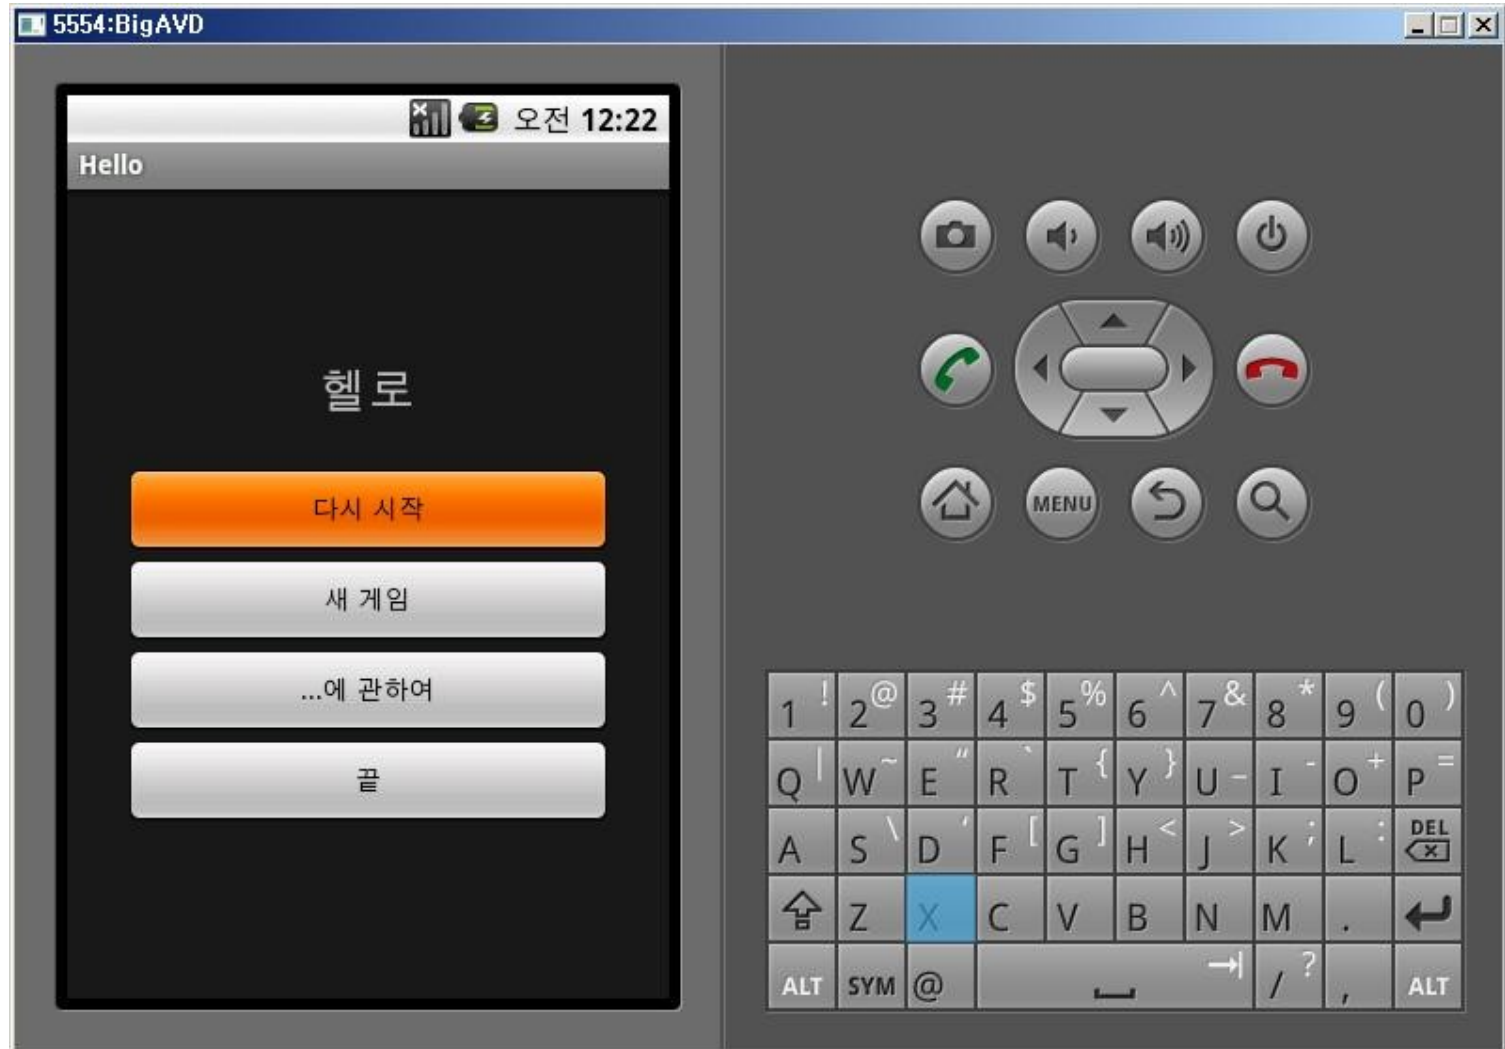 5554:BigAVD
오전 12:22
Hello
헬로
다시 시작
새 게임
...에 관하여
끝
MENU
1 ! 2 @ 3 # 4 $ 5 % 6 ^ 7 & 8 * 9 ( 0 )
Q | W ~ E “ R ` T { Y } U _ I - O + P =
A S \ D ‘ F [ G ] H < J > K ; L : DEL
Z X C V B N M .
ALT SYM @ / ? , ALT